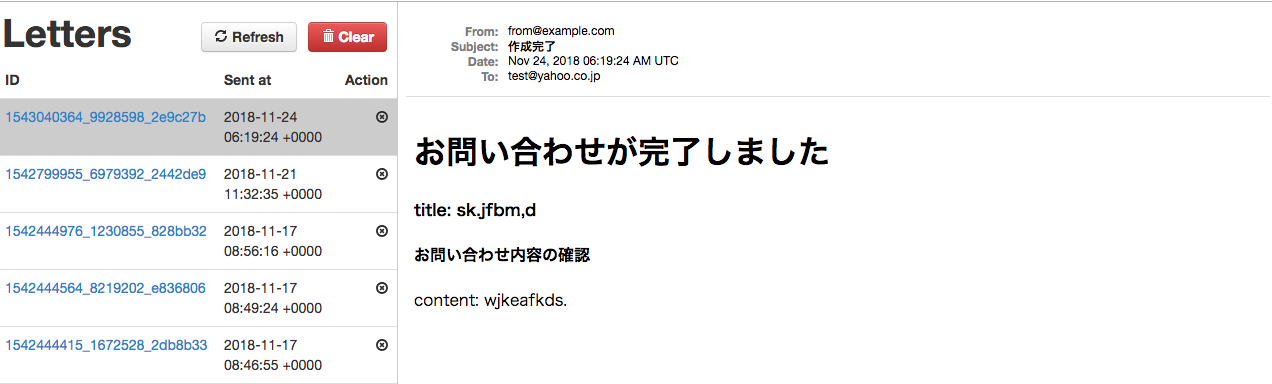 Letters
Refresh
Clear
ID Sent at Action
1543040364_9928598_2e9c27b 2018-11-24
06:19:24 +0000
1542799955_6979392_2442de9 2018-11-21
11:32:35 +0000
1542444976_1230855_828bb32 2018-11-17
08:56:16 +0000
1542444564_8219202_e836806 2018-11-17
08:49:24 +0000
1542444415_1672528_2db8b33 2018-11-17
08:46:55 +0000
From: from@example.com
Subject: 作成完了
Date: Nov 24, 2018 06:19:24 AM UTC
To: test@yahoo.co.jp
お問い合わせが完了しました
title: sk.jfbm,d
お問い合わせ内容の確認
content: wjkeafkds.